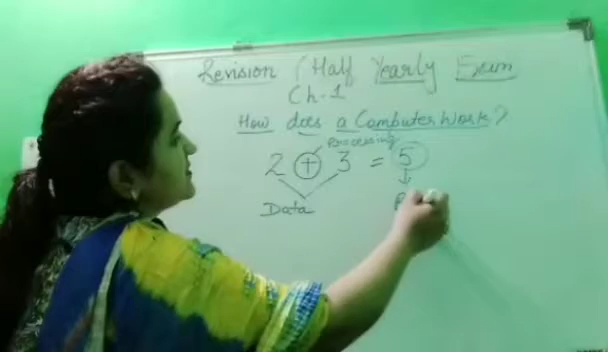 Revision (Half Yearly Exam
Ch-1
How does a Computer Work?
Processing
2 + 3 = 5
Data